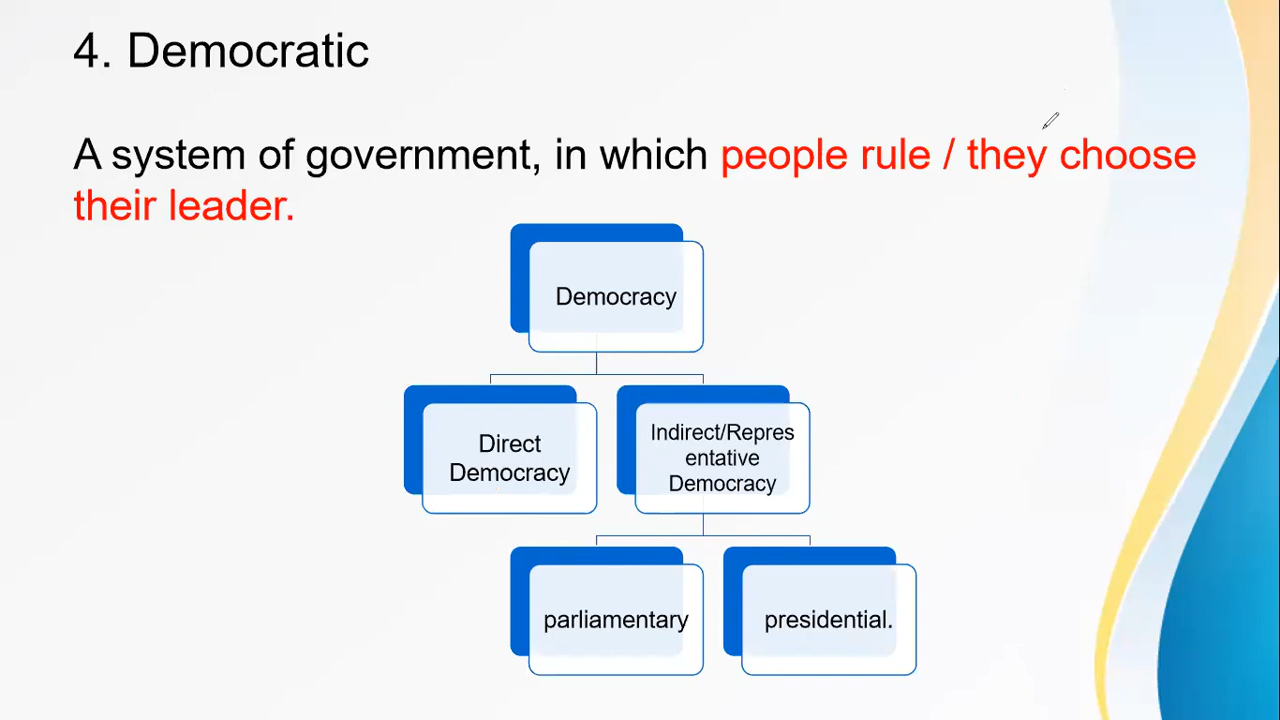 4. Democratic
A system of government, in which people rule / they choose
their leader.
Democracy
Direct
Democracy
Indirect/Repres
entative
Democracy
parliamentary
presidential.